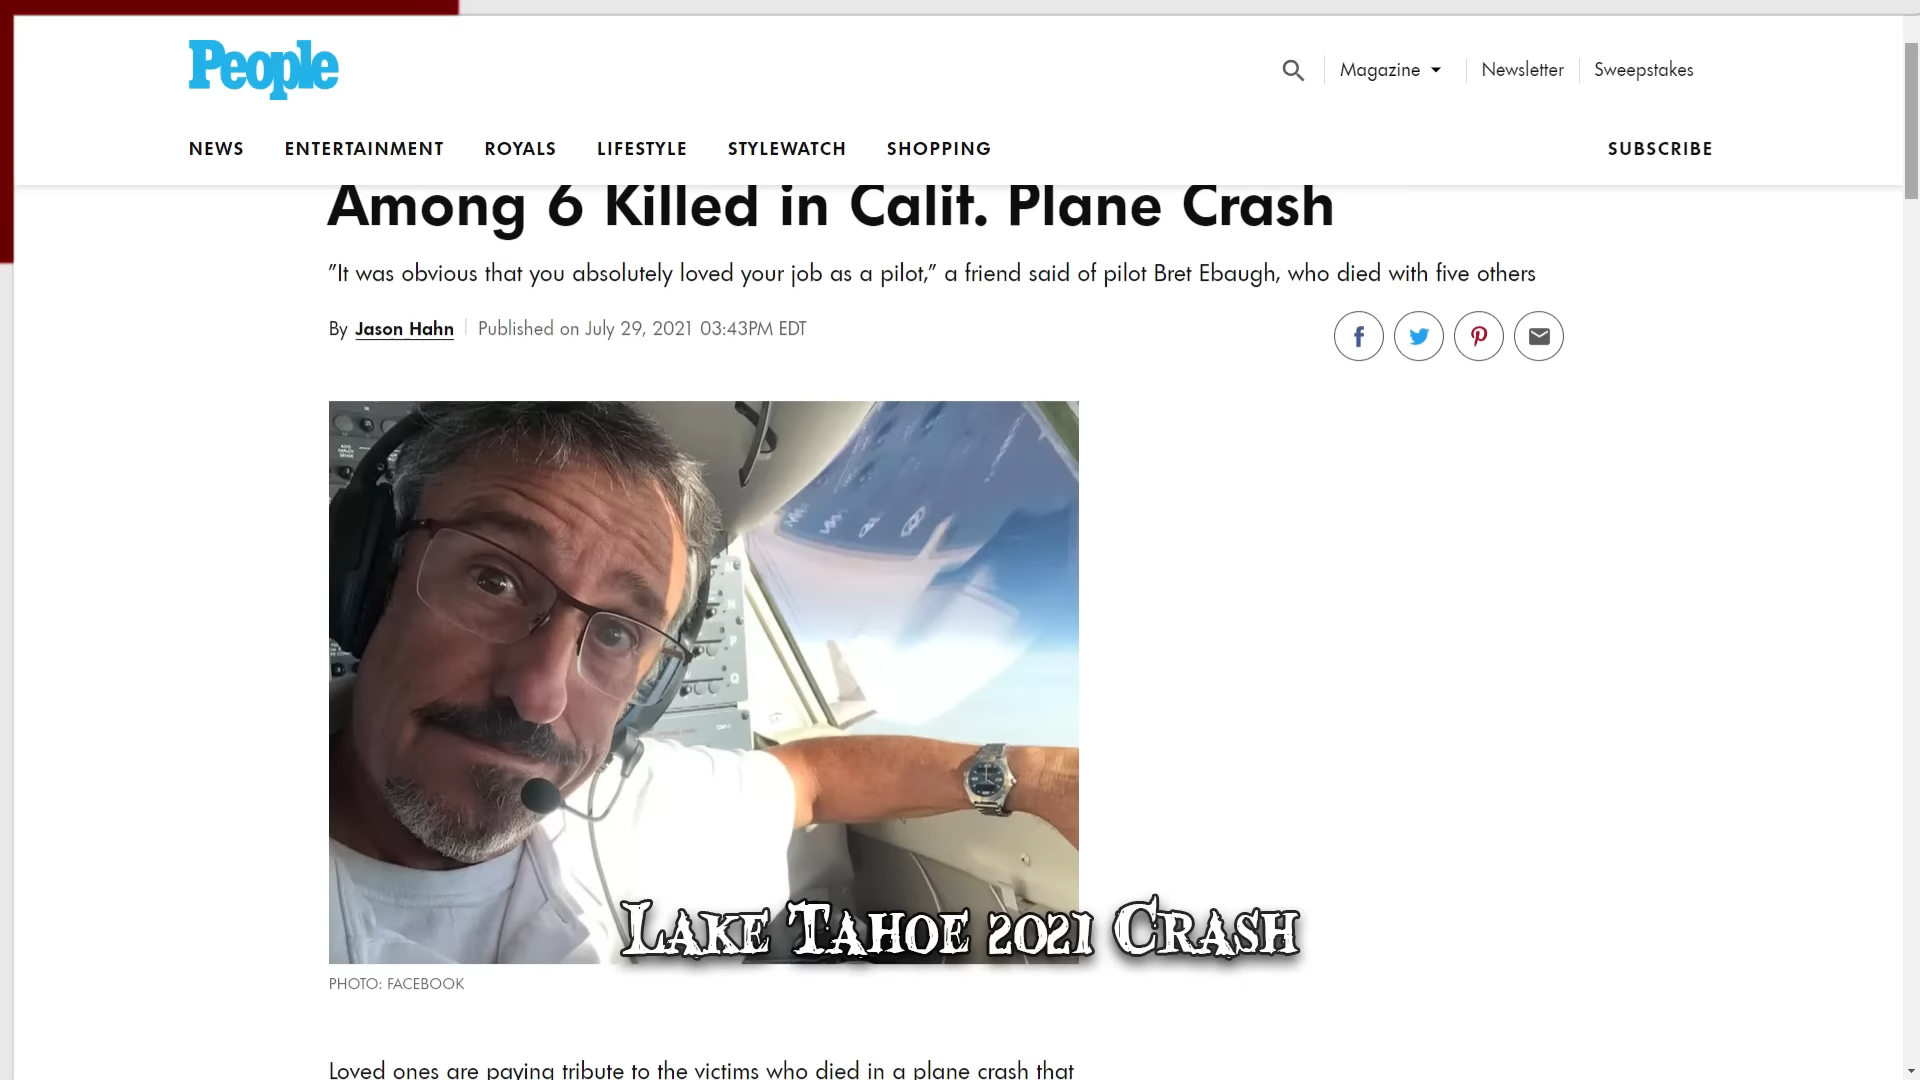 People
Magazine
Newsletter
Sweepstakes
NEWS
ENTERTAINMENT
ROYALS
LIFESTYLE
STYLEWATCH
SHOPPING
SUBSCRIBE
Among 6 Killed in Calif. Plane Crash
"It was obvious that you absolutely loved your job as a pilot," a friend said of pilot Bret Ebaugh, who died with five others
By Jason Hahn
Published on July 29, 2021 03:43PM EDT
LAKE TAHOE 2021 CRASH
PHOTO: FACEBOOK
Loved ones are paying tribute to the victims who died in a plane crash that